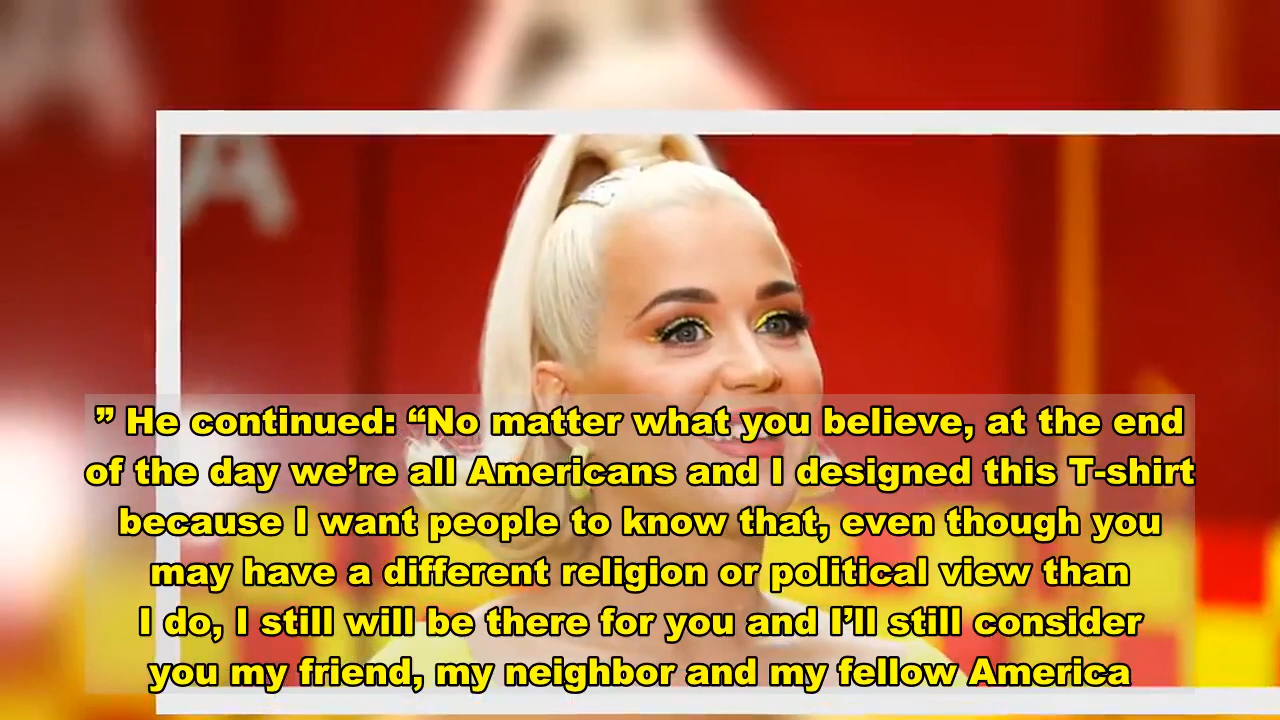 A
A
” He continued: “No matter what you believe, at the end
of the day we’re all Americans and I designed this T-shirt
because I want people to know that, even though you
may have a different religion or political view than
I do, I still will be there for you and I’ll still consider
you my friend, my neighbor and my fellow America